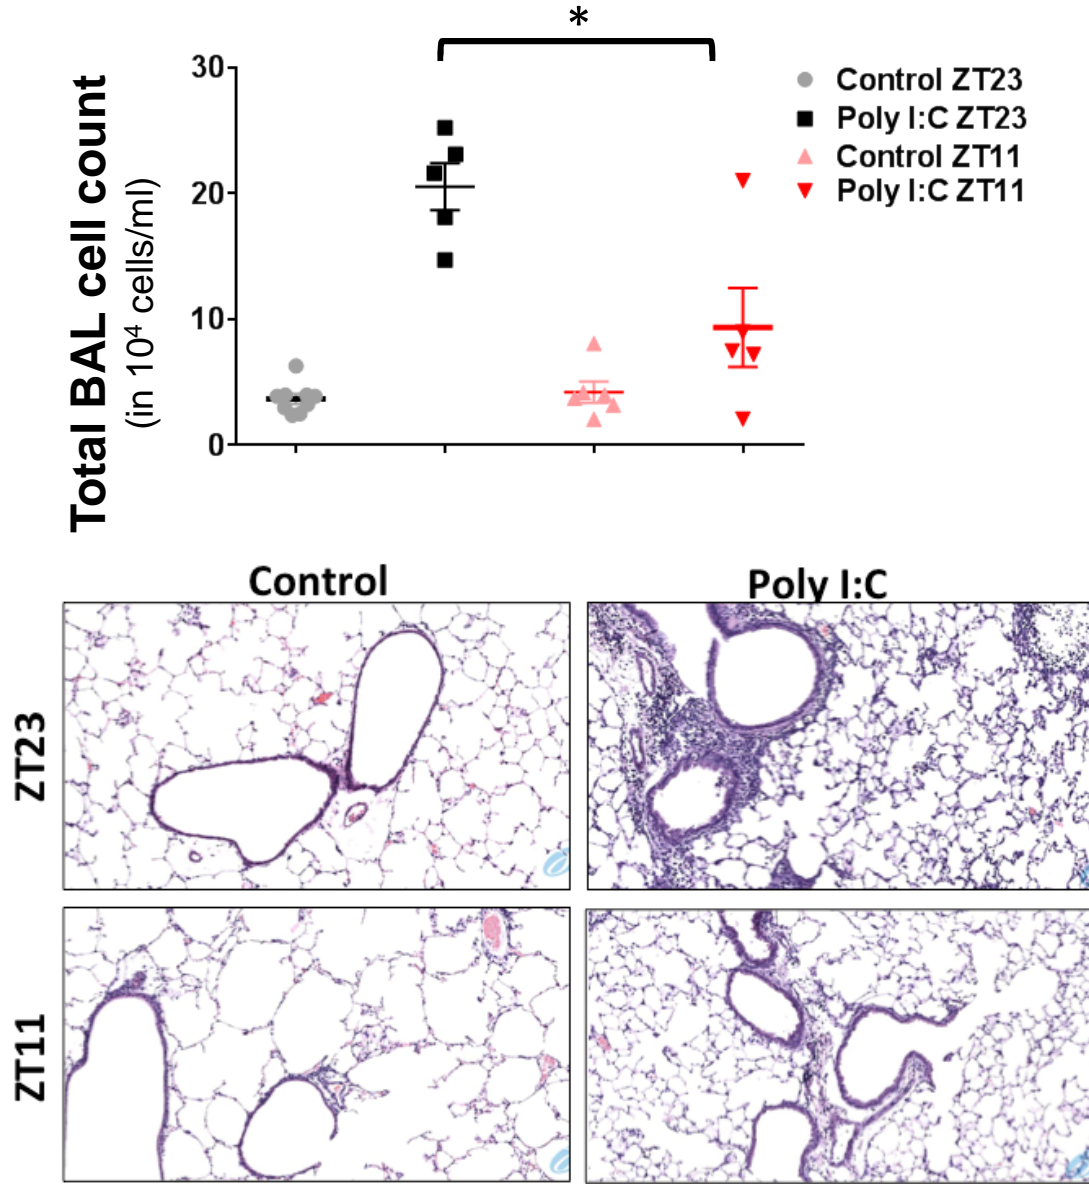 *
Total BAL cell count
(in 10⁴ cells/ml)
30
20
10
0
Control ZT23
Poly I:C ZT23
Control ZT11
Poly I:C ZT11
Control
Poly I:C
ZT23
ZT11